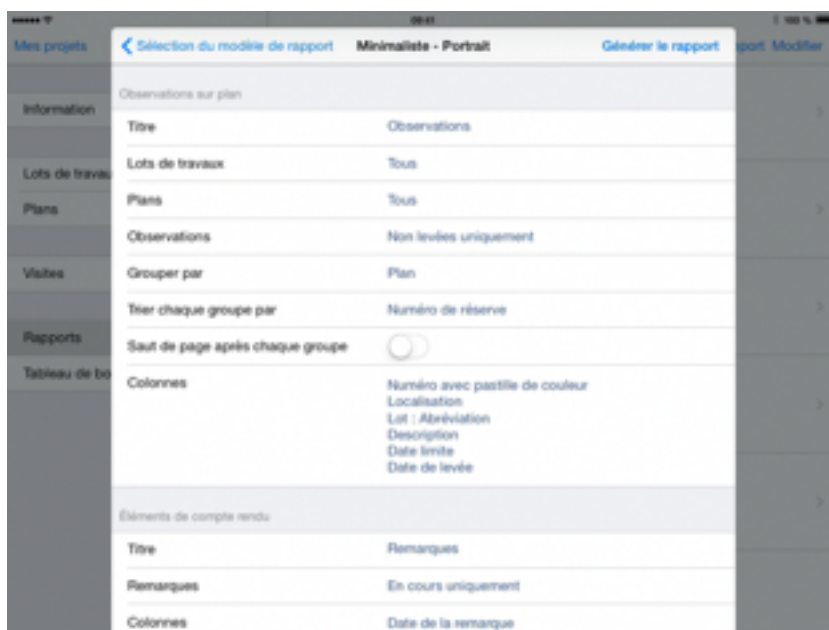 09:41
100 %
Mes projets
Sélection du modèle de rapport
Minimaliste - Portrait
Générer le rapport
Modifier
Information
Lots de
Plans
Visites
Rapports
Tableau de
Observations sur plan
Titre Observations
Lots de travaux Tous
Plans Tous
Observations Non levées uniquement
Grouper par Plan
Trier chaque groupe par Numéro de réserve
Saut de page après chaque groupe
Colonnes Numéro avec pastille de couleur
Localisation
Lot : Abréviation
Description
Date limite
Date de levée
Éléments de compte rendu
Titre Remarques
Remarques En cours uniquement
Colonnes Date de la remarque